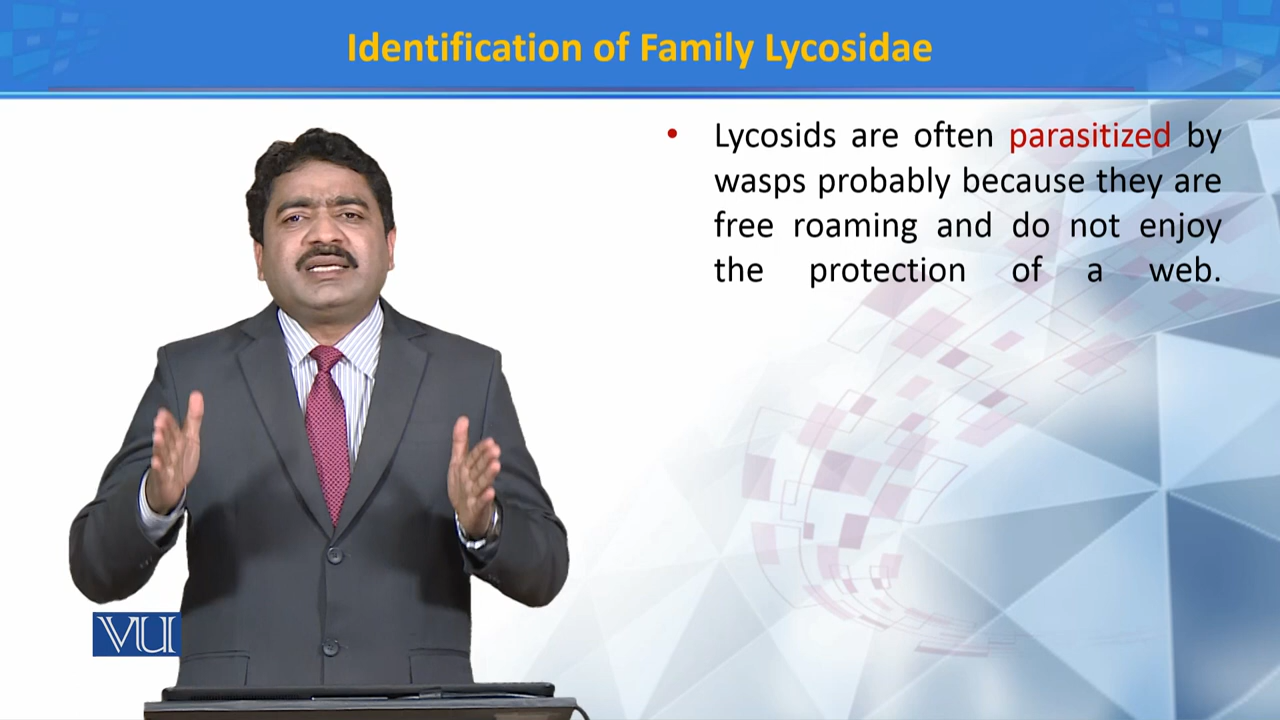 Identification of Family Lycosidae
• Lycosids are often parasitized by
wasps probably because they are
free roaming and do not enjoy
the protection of a web.
VU